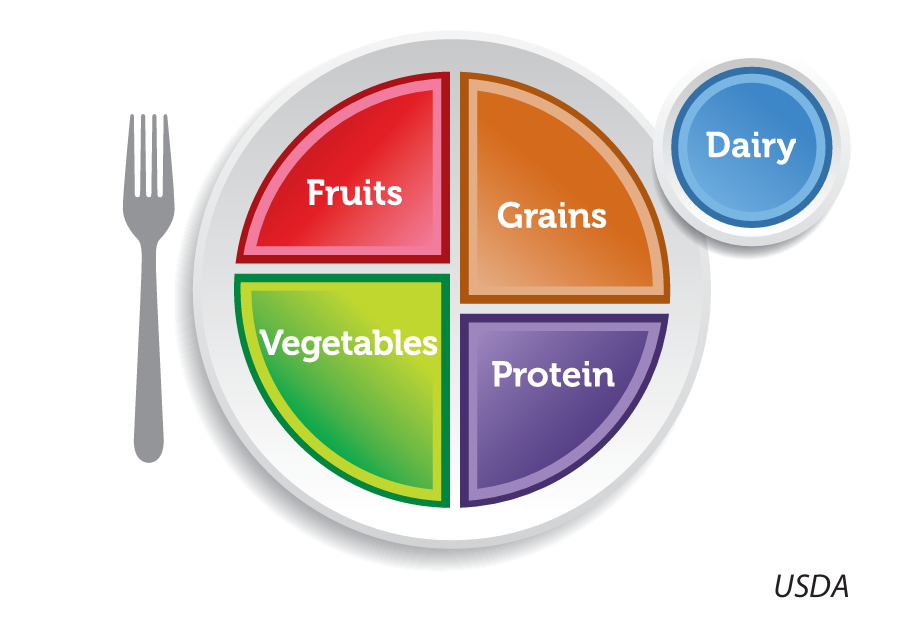 Fruits
Grains
Dairy
Vegetables
Protein
USDA